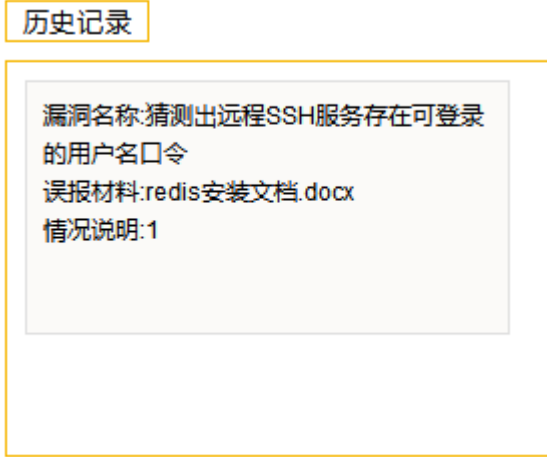 历史记录
漏洞名称:猜测出远程SSH服务存在可登录
的用户名口令
误报材料:redis安装文档.docx
情况说明:1